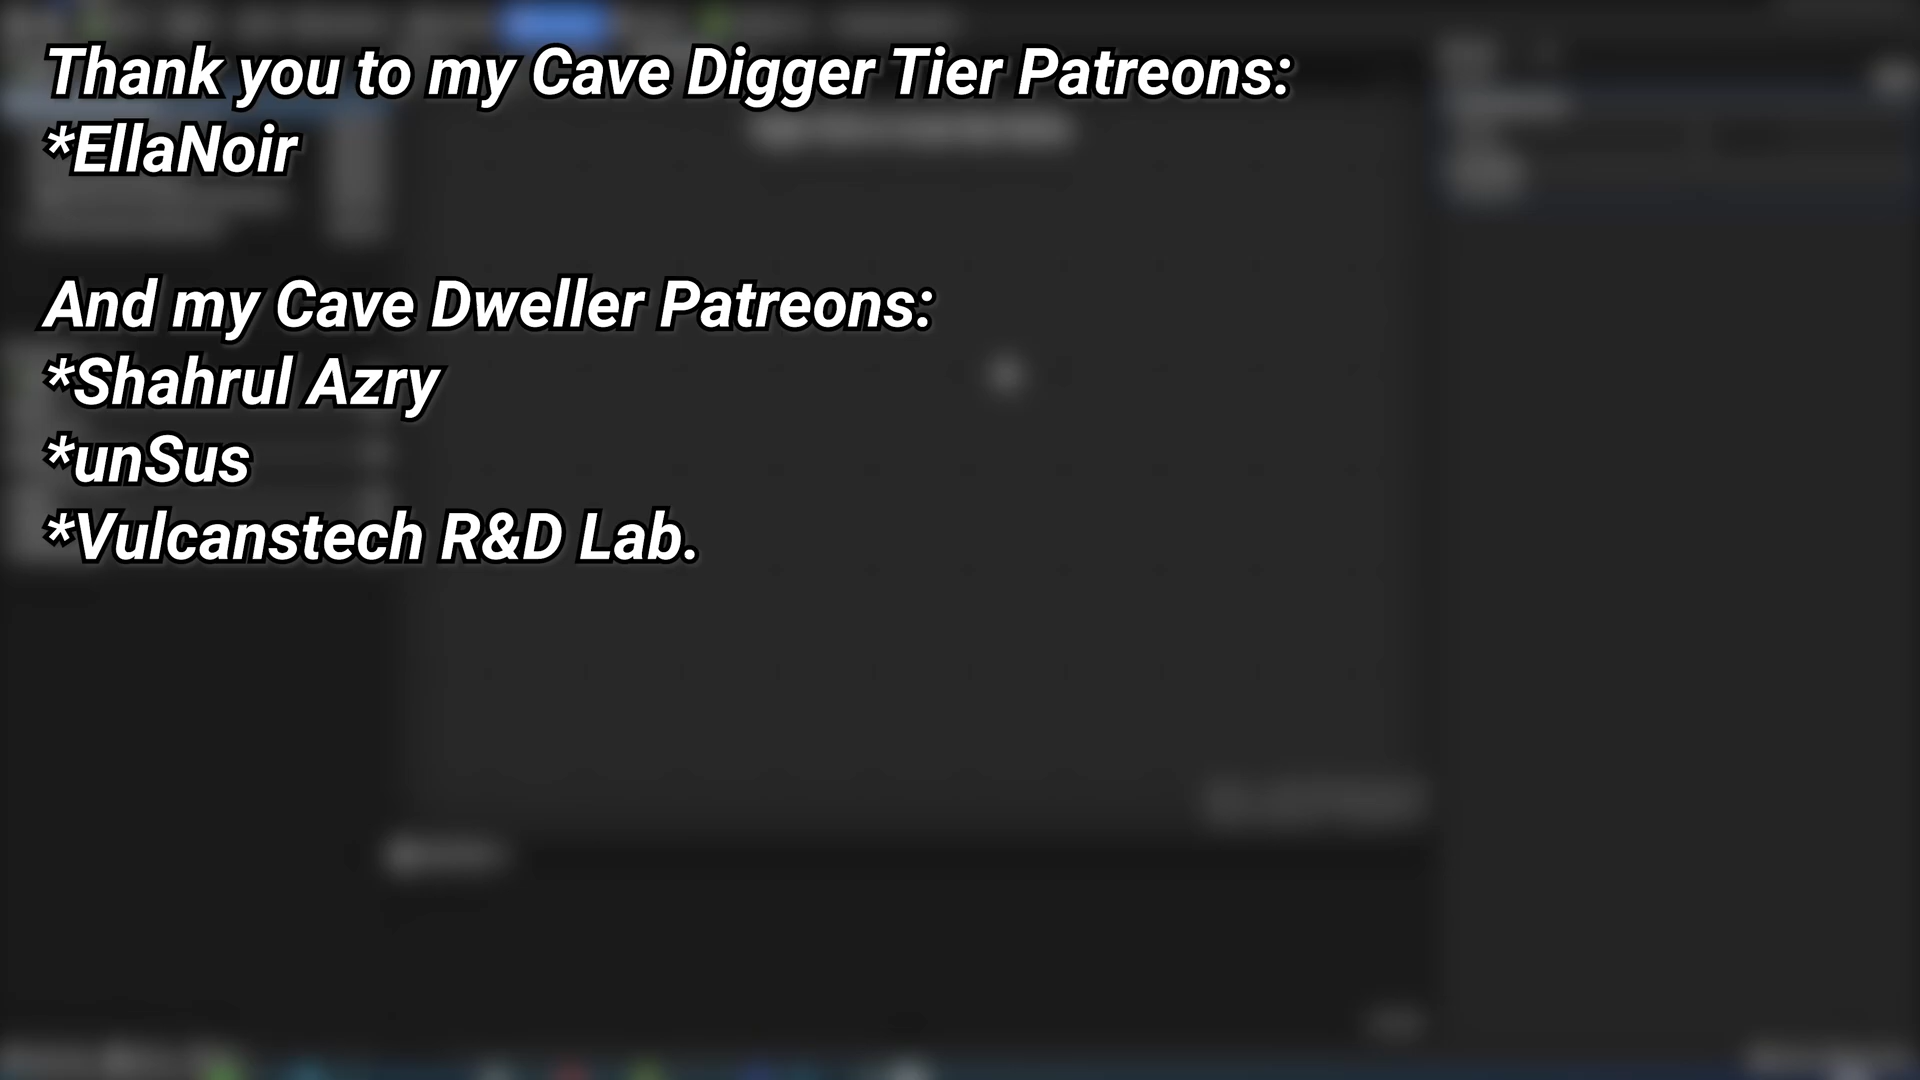 Thank you to my Cave Digger Tier Patreons:
*EllaNoir
And my Cave Dweller Patreons:
*Shahrul Azry
*unSus
*Vulcanstech R&D Lab.